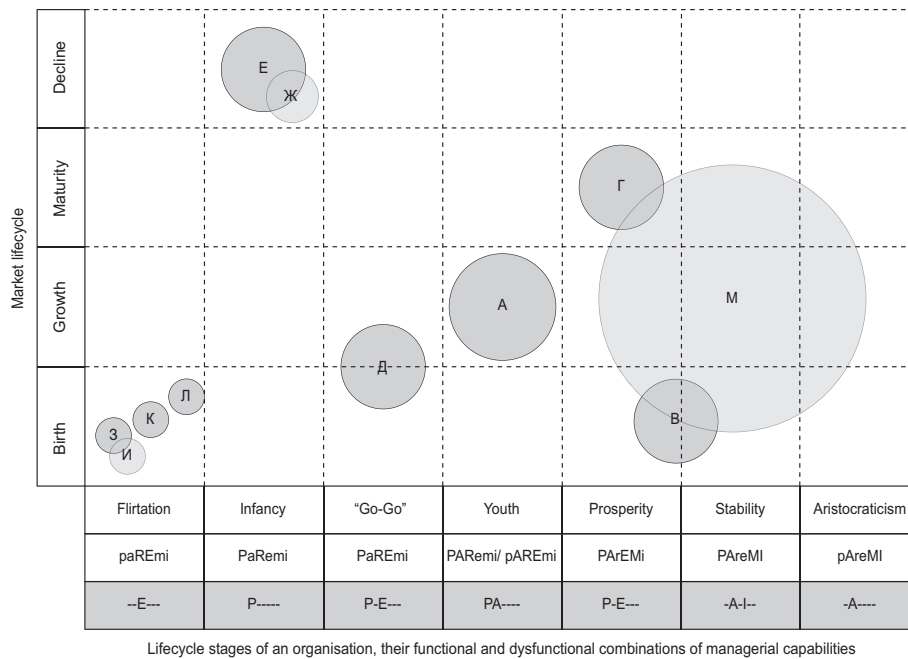 Decline
Е
Ж
Maturity
Г
Market lifecycle
Growth
М
А
Д
Birth
Л
К
В
З
И
Flirtation Infancy “Go-Go” Youth Prosperity Stability Aristocraticism
paREmi PaRemi PaREmi PARemi/ pAREmi PArEMi PAreMI pAreMI
--E--- P----- P-E--- PA---- P-E--- -A-I-- -A----
Lifecycle stages of an organisation, their functional and dysfunctional combinations of managerial capabilities